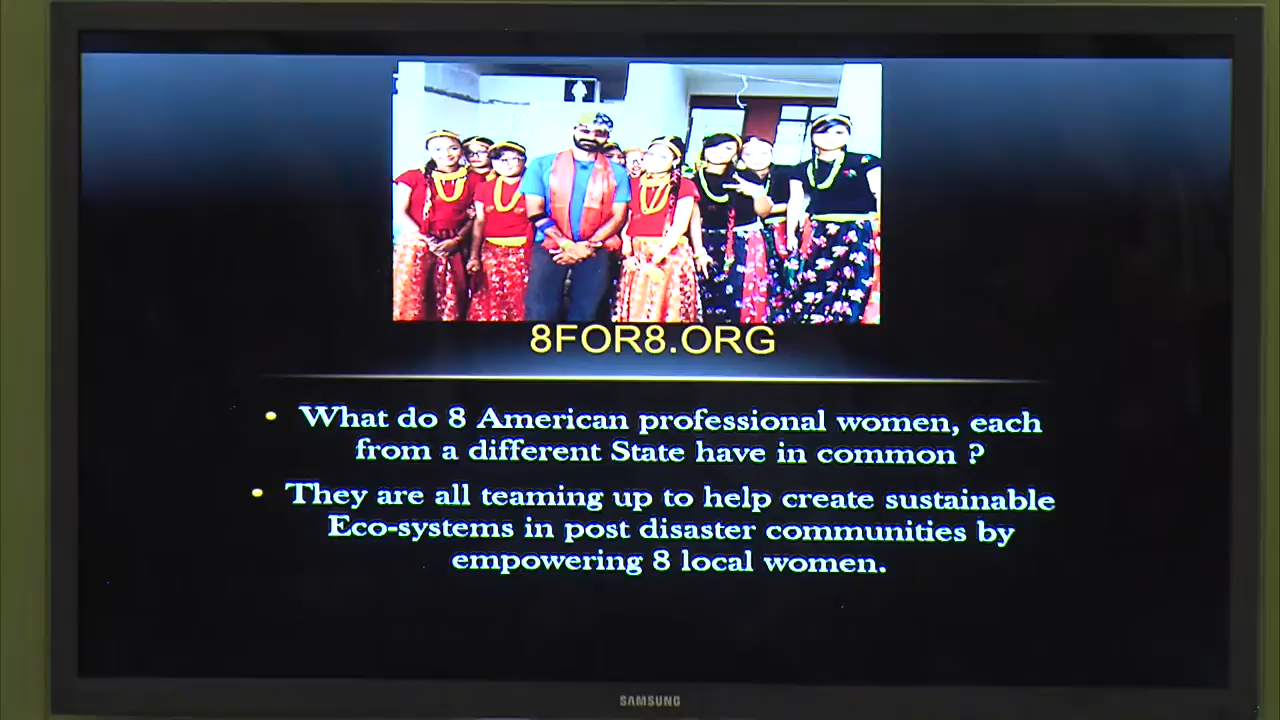 8FOR8.ORG
• What do 8 American professional women, each
from a different State have in common ?
• They are all teaming up to help create sustainable
Eco-systems in post disaster communities by
empowering 8 local women.
SAMSUNG